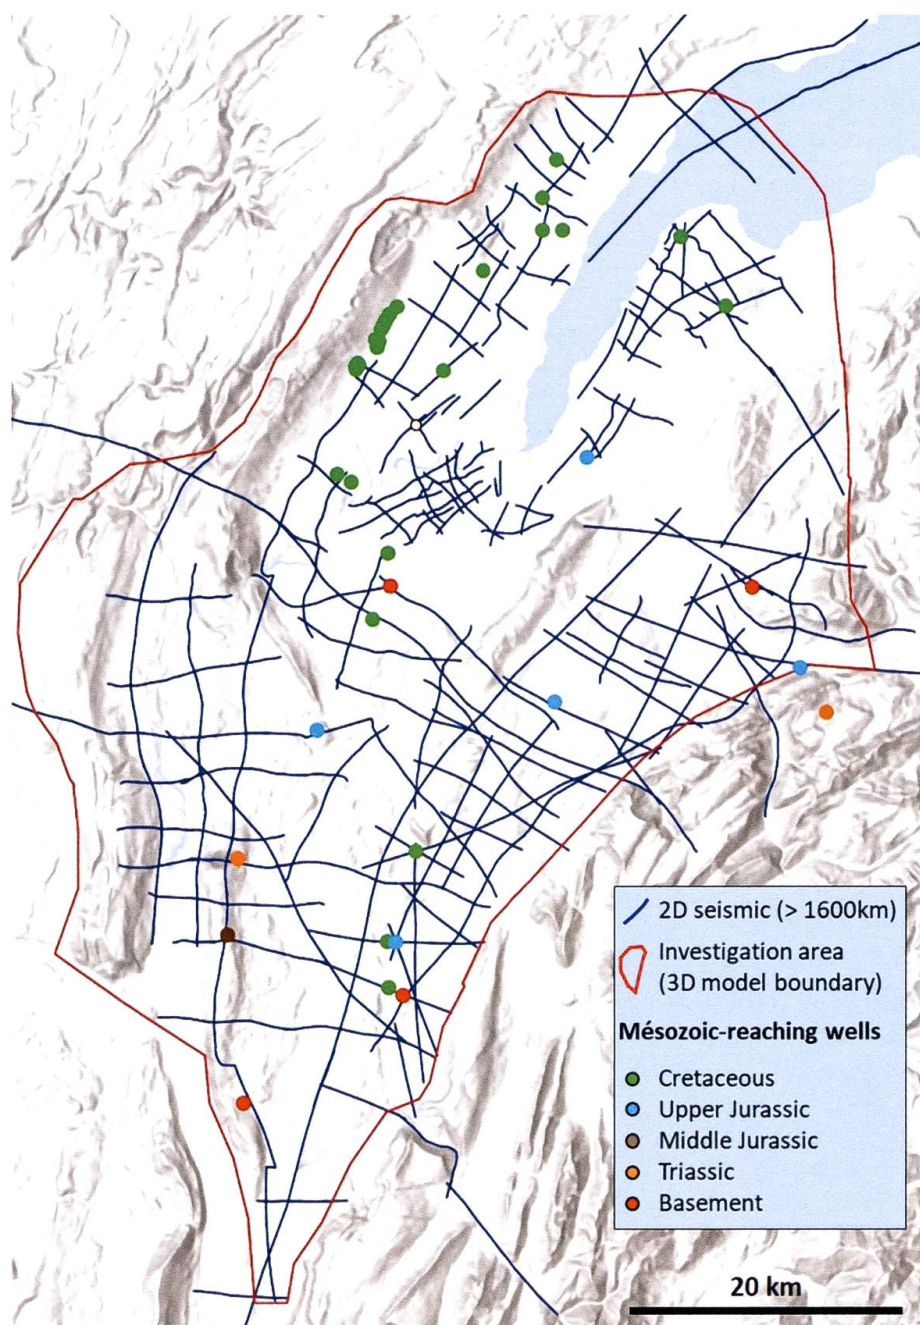 2D seismic (> 1600km)
Investigation area
(3D model boundary)
Mésozoic-reaching wells
Cretaceous
Upper Jurassic
Middle Jurassic
Triassic
Basement
20 km